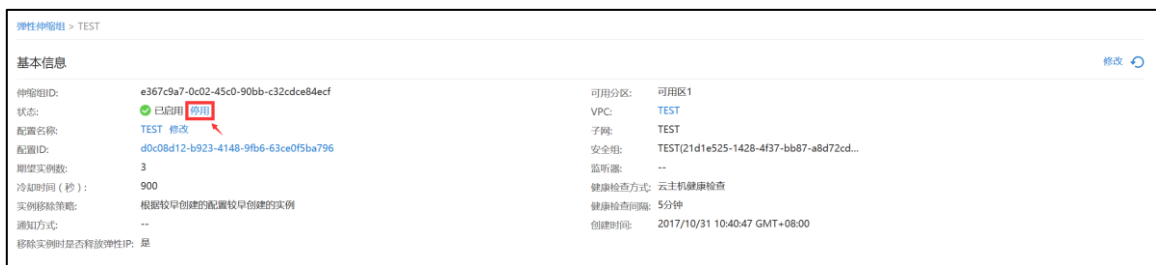 弹性伸缩组 > TEST
基本信息
修改
伸缩组ID: e367c9a7-0c02-45c0-90bb-c32cdce84ecf
可用分区: 可用区1
状态: 已启用 停用
VPC: TEST
配置名称: TEST 修改
子网: TEST
配置ID: d0c08d12-b923-4148-9fb6-63ce0f5ba796
安全组: TEST(21d1e525-1428-4f37-bb87-a8d72cd...
期望实例数: 3
监听器: --
冷却时间（秒）: 900
健康检查方式: 云主机健康检查
实例移除策略: 根据较早创建的配置较早创建的实例
健康检查间隔: 5分钟
通知方式: --
创建时间: 2017/10/31 10:40:47 GMT+08:00
移除实例时是否释放弹性IP: 是